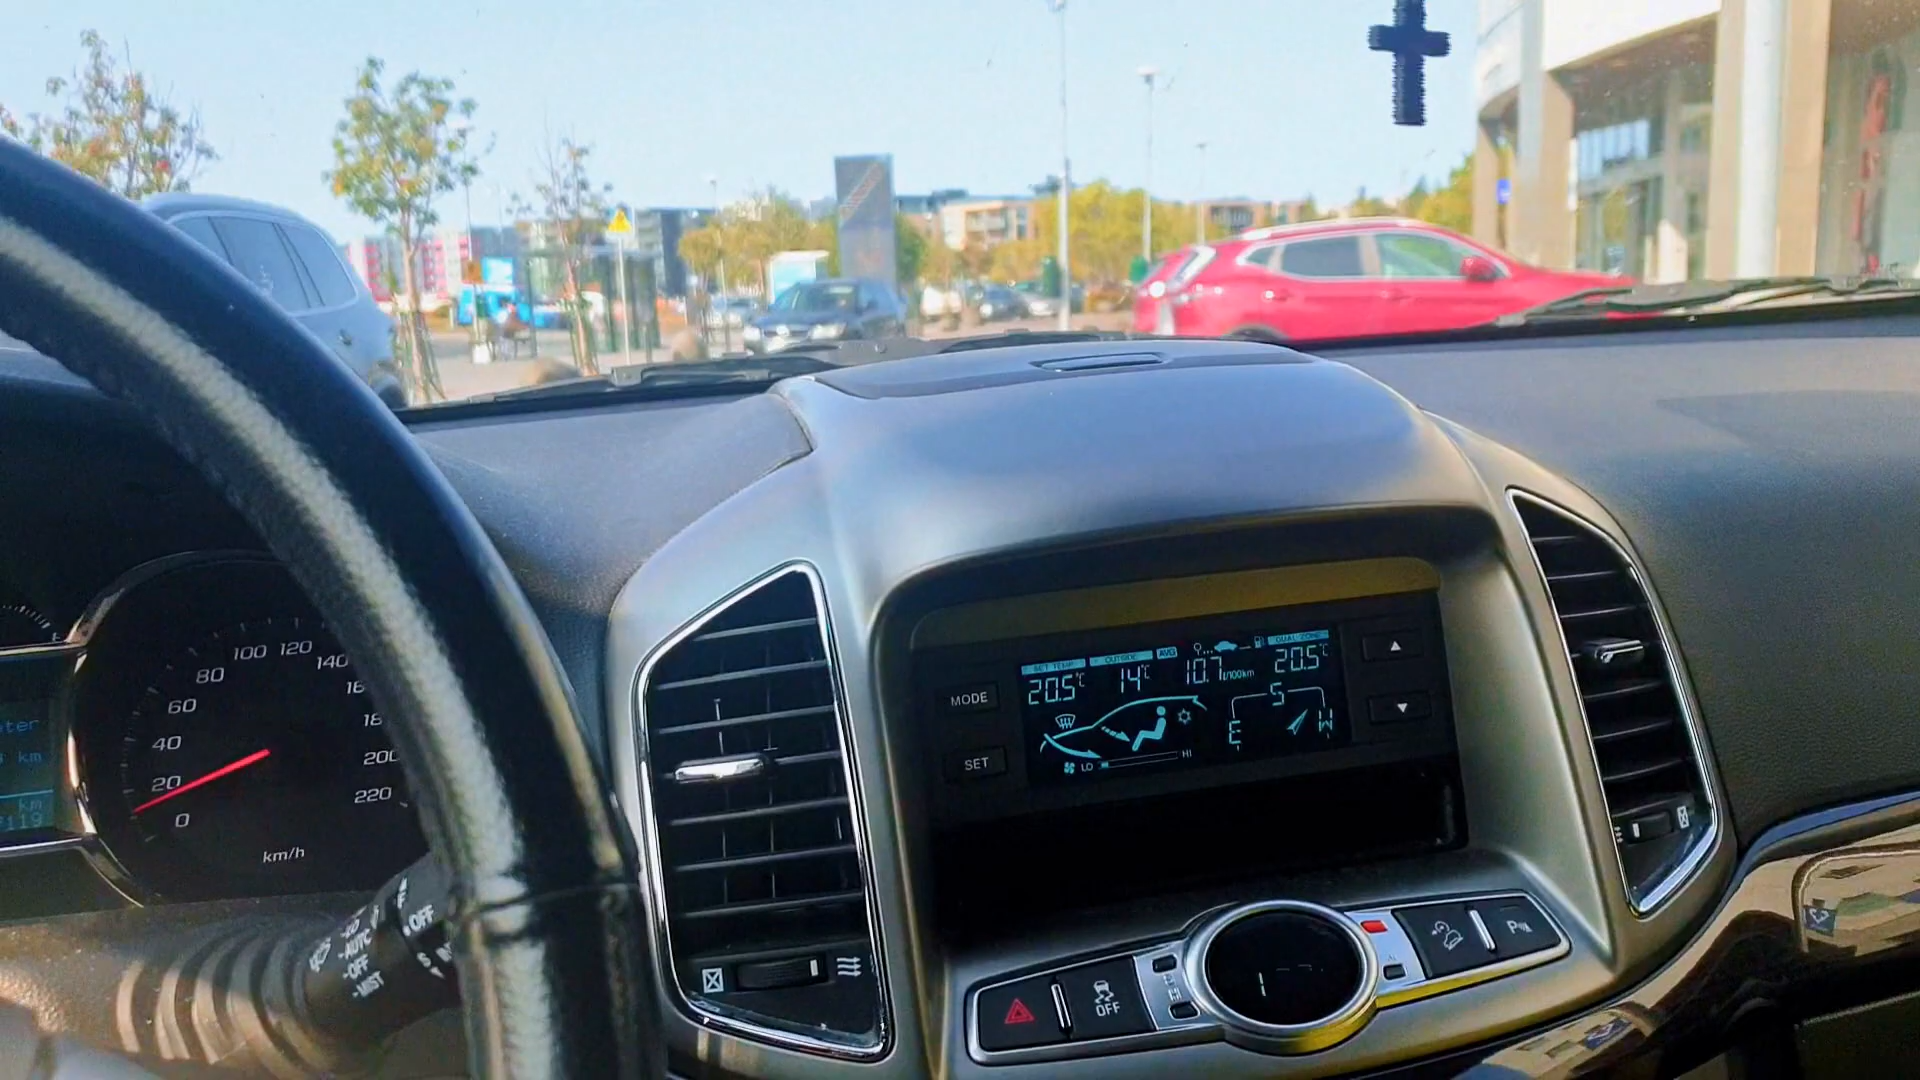 SET TEMP OUTSIDE AVG DUAL ZONE
20.5°C 14°C 10.7 ℓ/100km 20.5°C
S
E W
LO HI
MODE
SET
0
20
40
60
80
100
120
140
200
220
km/h
km
km
119
OFF
AUTO
OFF
MIST
OFF
P